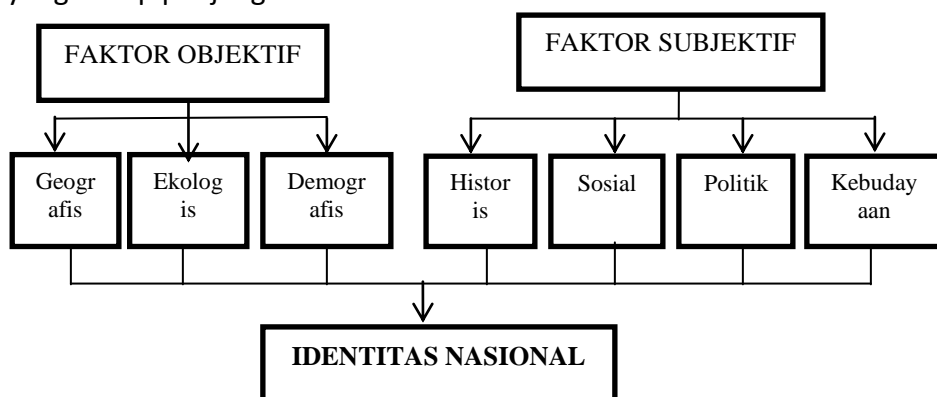 FAKTOR OBJEKTIF
FAKTOR SUBJEKTIF
Geogr
afis
Ekolog
is
Demogr
afis
Histor
is
Sosial
Politik
Kebuday
aan
IDENTITAS NASIONAL